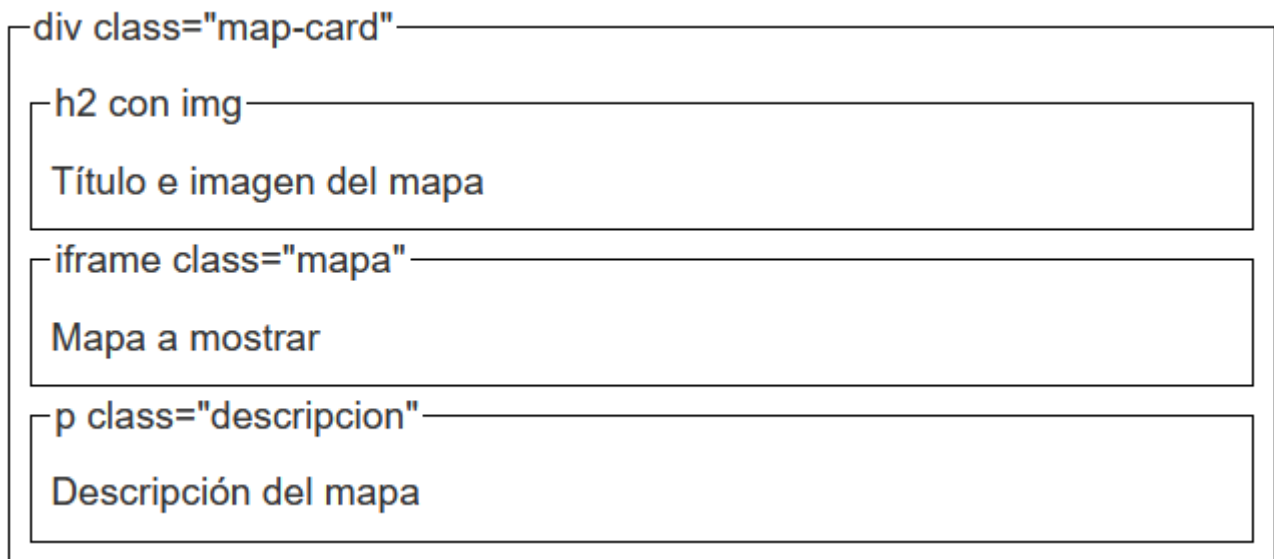 div class="map-card"
h2 con img
Título e imagen del mapa
iframe class="mapa"
Mapa a mostrar
p class="descripcion"
Descripción del mapa